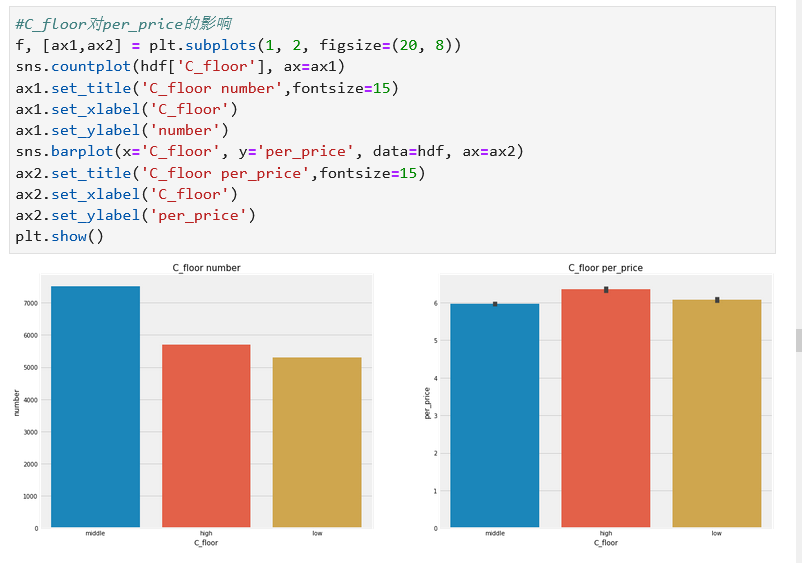 #C_floor对per_price的影响
f, [ax1,ax2] = plt.subplots(1, 2, figsize=(20, 8))
sns.countplot(hdf['C_floor'], ax=ax1)
ax1.set_title('C_floor number',fontsize=15)
ax1.set_xlabel('C_floor')
ax1.set_ylabel('number')
sns.barplot(x='C_floor', y='per_price', data=hdf, ax=ax2)
ax2.set_title('C_floor per_price',fontsize=15)
ax2.set_xlabel('C_floor')
ax2.set_ylabel('per_price')
plt.show()
C_floor number
7000
6000
5000
4000
3000
2000
1000
0
number
middle high low
C_floor
C_floor per_price
6
5
4
3
2
1
0
per_price
middle high low
C_floor